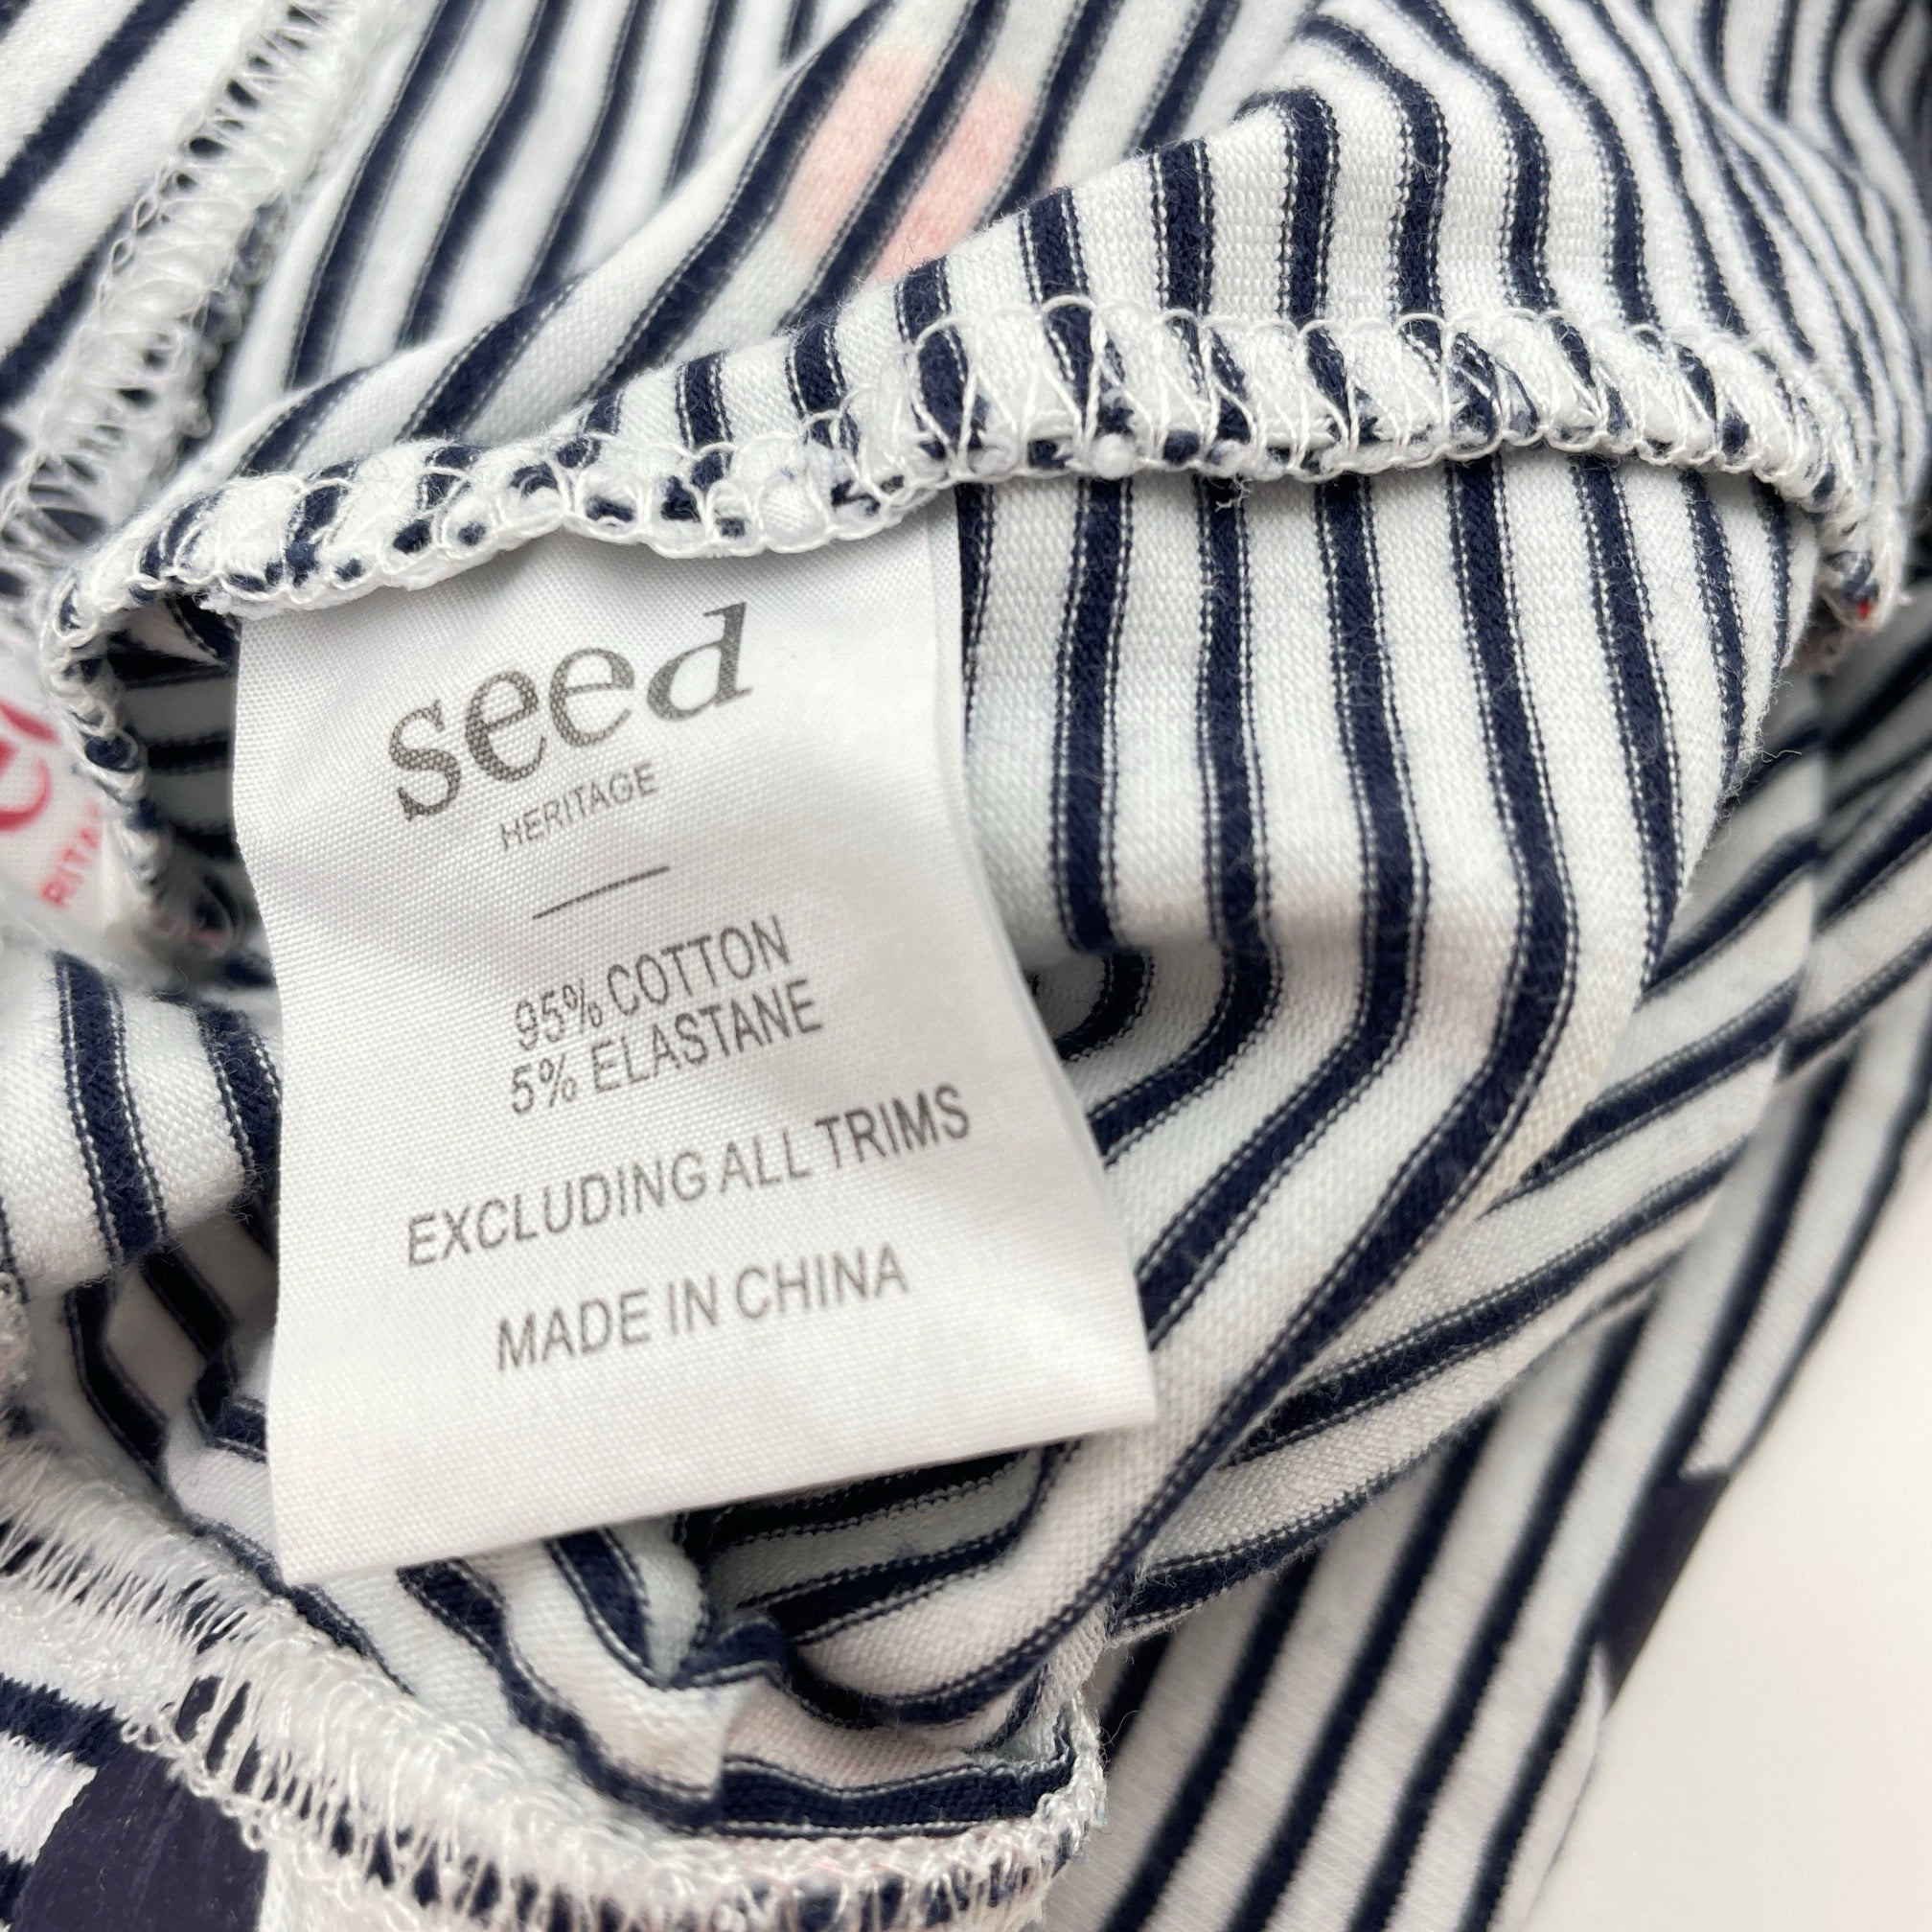 seed
HERITAGE
95% COTTON
5% ELASTANE
EXCLUDING ALL TRIMS
MADE IN CHINA